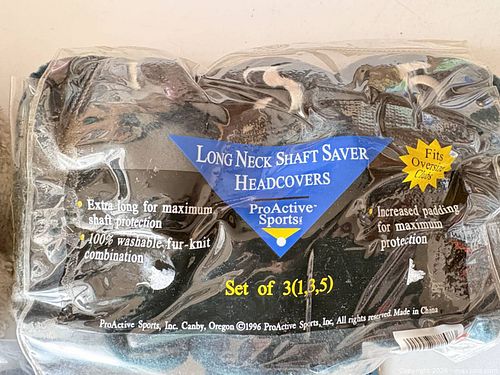 LONG NECK SHAFT SAVER
HEADCOVERS
ProActive™
Sports
Fits
Oversize
Clubs
• Extra long for maximum
shaft protection
• 100% washable fur-knit
combination
• Increased padding
for maximum
protection
Set of 3(1,3,5)
ProActive Sports, Inc. Canby, Oregon ©1996 ProActive Sports, Inc, All rights reserved. Made in China